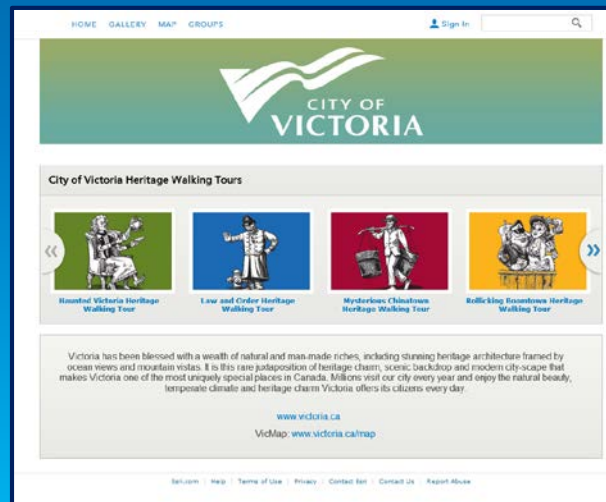 HOME GALLERY MAP GROUPS Sign In
CITY OF
VICTORIA
City of Victoria Heritage Walking Tours
Haunted Victoria Heritage
Walking Tour
Law and Order Heritage
Walking Tour
Mysterious Chinatown
Heritage Walking Tour
Rollicking Boomtown Heritage
Walking Tour
Victoria has been blessed with a wealth of natural and man-made riches, including stunning heritage architecture framed by
ocean views and mountain vistas. It is this rare juxtaposition of heritage charm, scenic backdrop and modern city-scape that
makes Victoria one of the most uniquely special places in Canada. Millions visit our city every year and enjoy the natural beauty,
temperate climate and heritage charm Victoria offers its citizens every day.
www.victoria.ca
VicMap: www.victoria.ca/map
Esri.com | Help | Terms of Use | Privacy | Contact Esri | Contact Us | Report Abuse